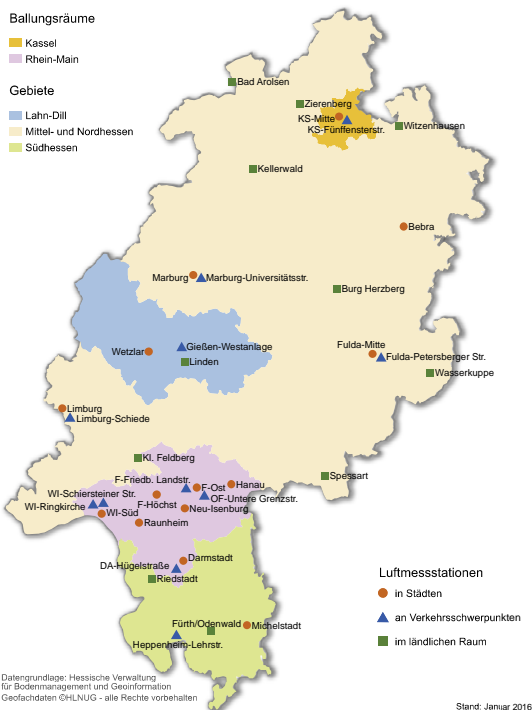 Ballungsräume
Kassel
Rhein-Main
Gebiete
Lahn-Dill
Mittel- und Nordhessen
Südhessen
Bad Arolsen
Zierenberg
KS-Mitte
KS-Fünffensterstr.
Witzenhausen
Kellerwald
Bebra
Marburg
Marburg-Universitätsstr.
Burg Herzberg
Gießen-Westanlage
Wetzlar
Linden
Fulda-Mitte
Fulda-Petersberger Str.
Wasserkuppe
Limburg
Limburg-Schiede
Kl. Feldberg
Spessart
F-Friedb. Landstr.
F-Ost
Hanau
WI-Schiersteiner Str.
OF-Untere Grenzstr.
WI-Ringkirche
F-Höchst
Neu-Isenburg
WI-Süd
Raunheim
Darmstadt
DA-Hügelstraße
Riedstadt
Fürth/Odenwald
Michelstadt
Heppenheim-Lehrstr.
Luftmessstationen
in Städten
an Verkehrsschwerpunkten
im ländlichen Raum
Datengrundlage: Hessische Verwaltung
für Bodenmanagement und Geoinformation
Geofachdaten ©HLNUG - alle Rechte vorbehalten
Stand: Januar 2016